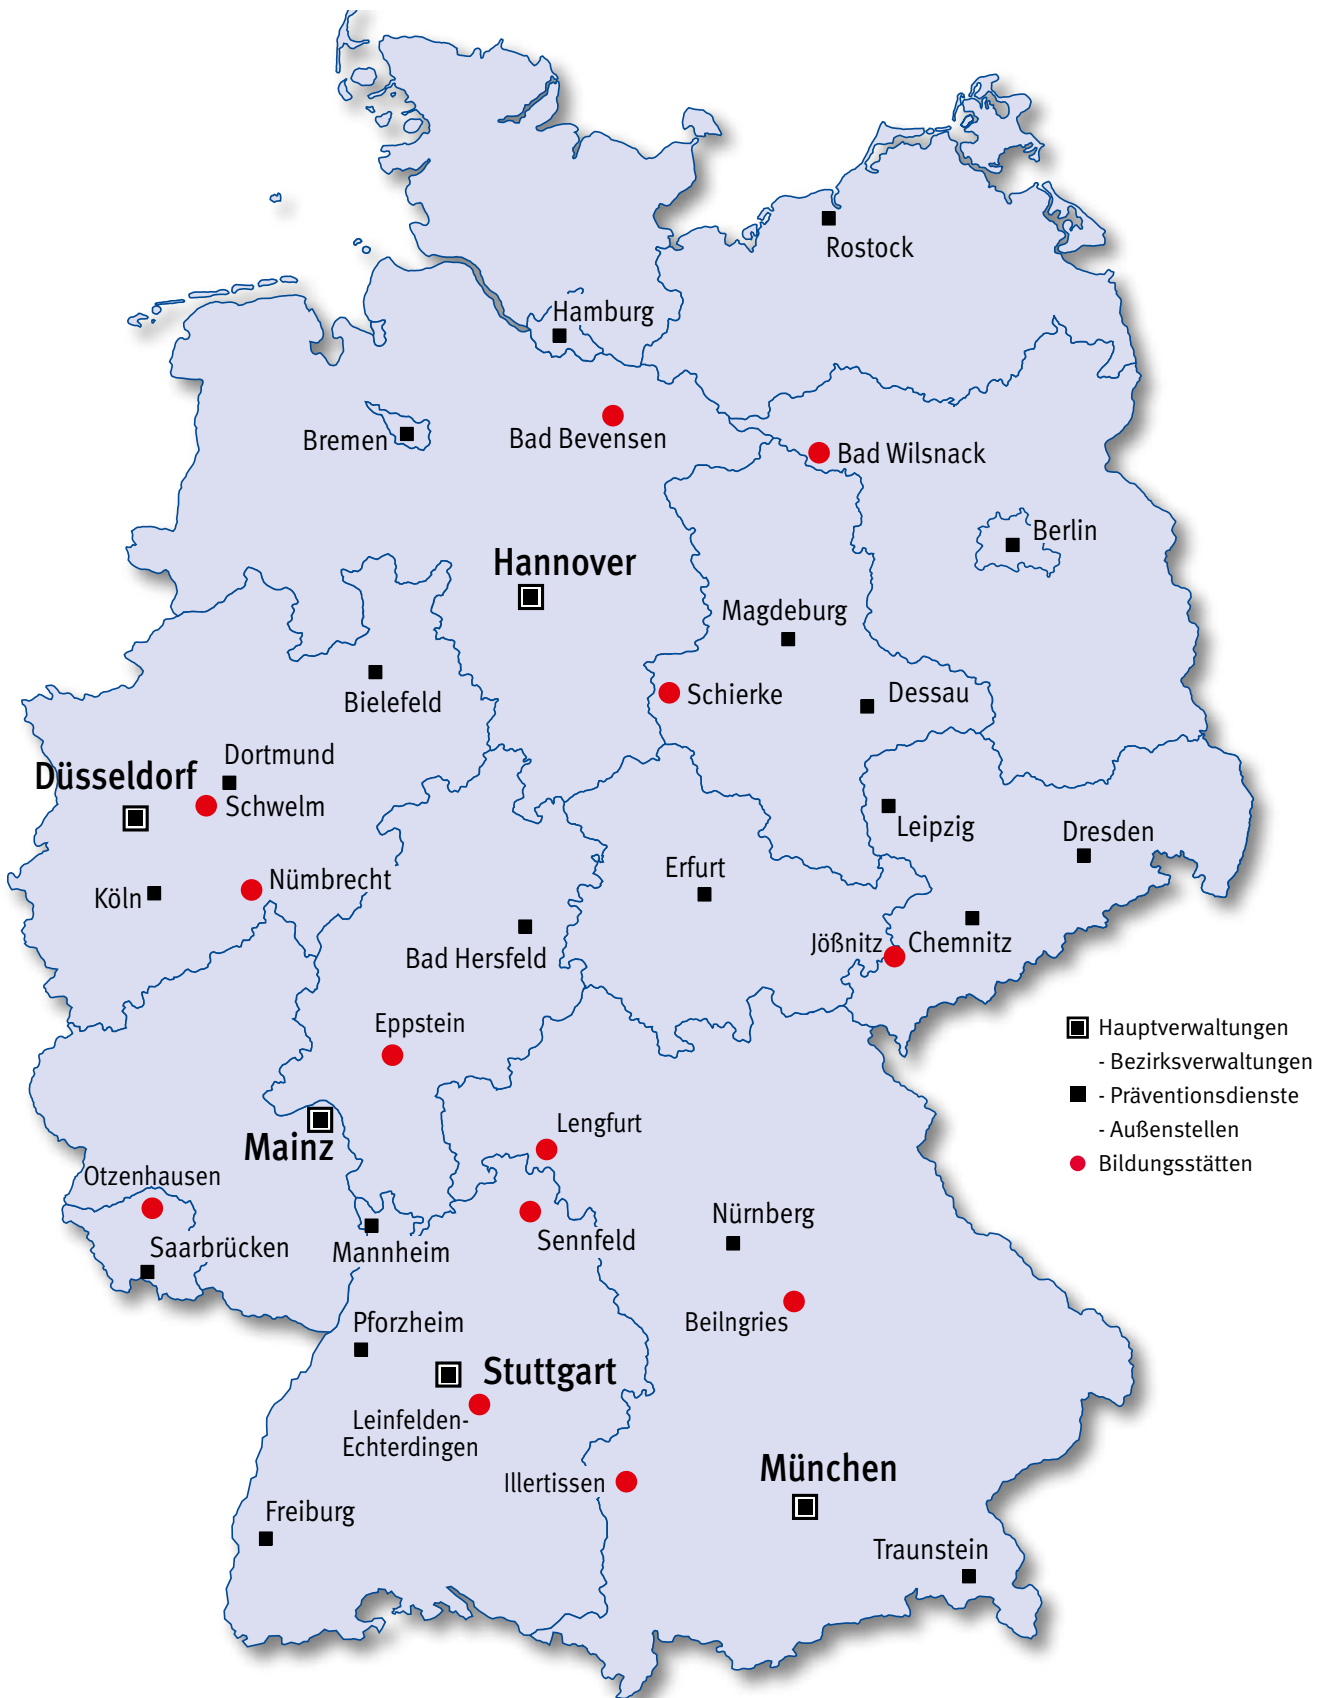 Rostock
Hamburg
Bremen
Bad Bevensen
Bad Wilsnack
Berlin
Hannover
Magdeburg
Schierke
Dessau
Bielefeld
Dortmund
Düsseldorf
Schwelm
Leipzig
Dresden
Erfurt
Nümbrecht
Köln
Jößnitz
Chemnitz
Bad Hersfeld
Eppstein
Hauptverwaltungen
- Bezirksverwaltungen
- Präventionsdienste
- Außenstellen
Bildungsstätten
Lengfurt
Mainz
Otzenhausen
Nürnberg
Sennfeld
Saarbrücken
Mannheim
Beilngries
Pforzheim
Stuttgart
Leinfelden-
Echterdingen
München
Illertissen
Freiburg
Traunstein